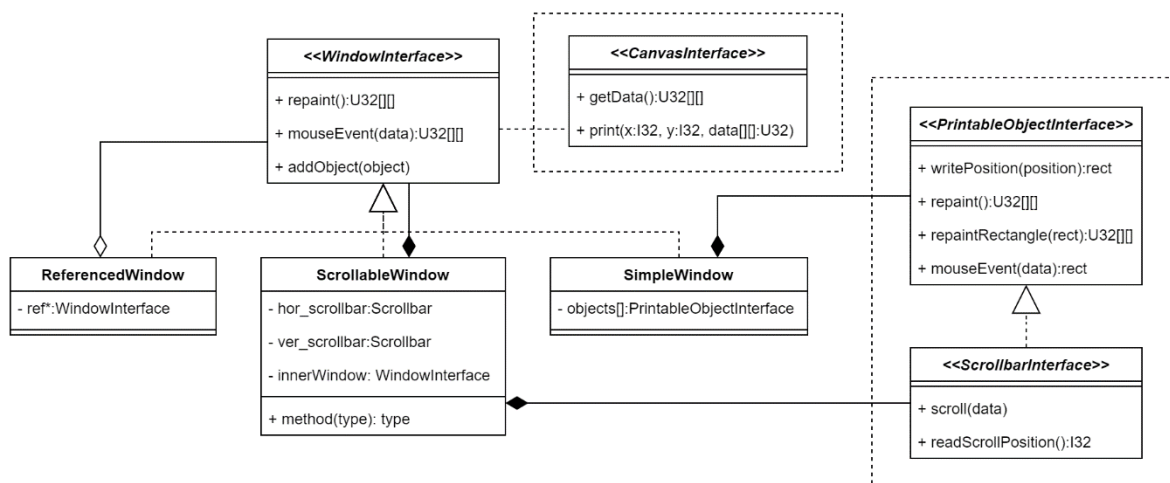 <<WindowInterface>>
+ repaint():U32[][]
+ mouseEvent(data):U32[][]
+ addObject(object)
<<CanvasInterface>>
+ getData():U32[][]
+ print(x:I32, y:I32, data[][]:U32)
<<PrintableObjectInterface>>
+ writePosition(position):rect
+ repaint():U32[][]
+ repaintRectangle(rect):U32[][]
+ mouseEvent(data):rect
ReferencedWindow
- ref*:WindowInterface
ScrollableWindow
- hor_scrollbar:Scrollbar
- ver_scrollbar:Scrollbar
- innerWindow: WindowInterface
+ method(type): type
SimpleWindow
- objects[]:PrintableObjectInterface
<<ScrollbarInterface>>
+ scroll(data)
+ readScrollPosition():I32